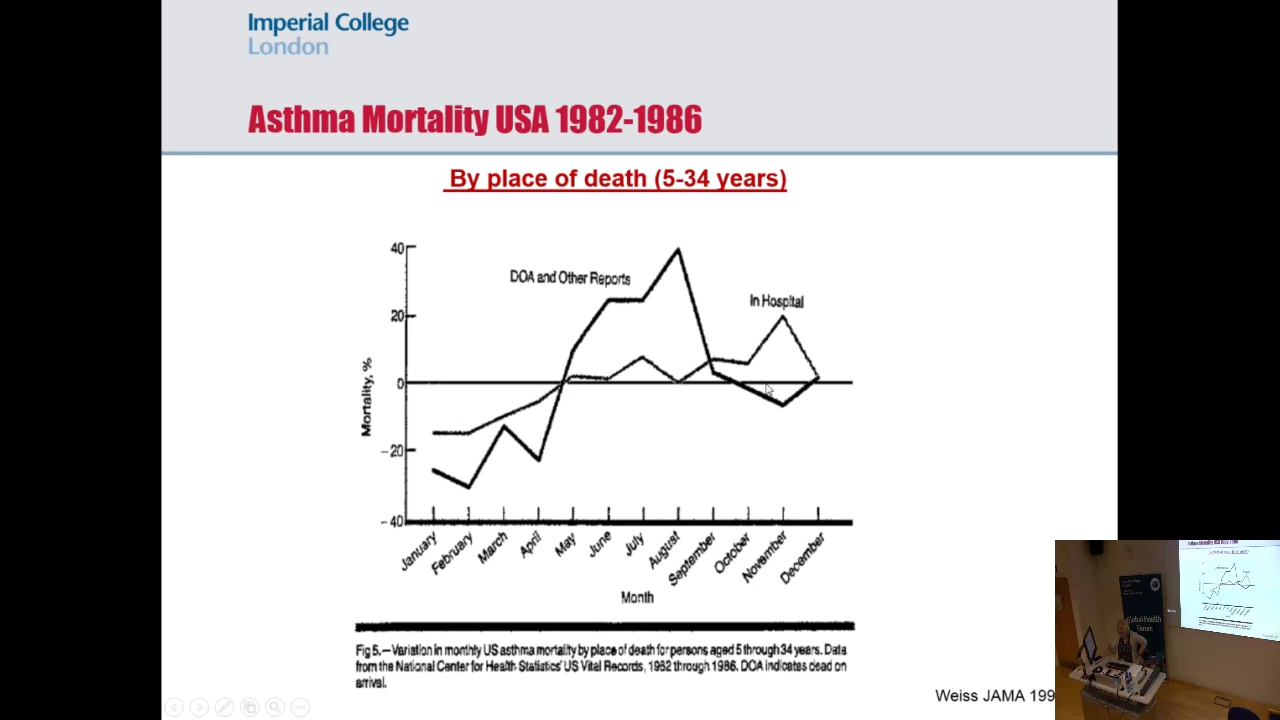 Imperial College
London
Asthma Mortality USA 1982-1986
By place of death (5-34 years)
40
20
0
-20
-40
Mortality, %
DOA and Other Reports
In Hospital
January
February
March
April
May
June
July
August
September
October
November
December
Month
Fig 5.—Variation in monthly US asthma mortality by place of death for persons aged 5 through 34 years. Data
from the National Center for Health Statistics' US Vital Records, 1982 through 1986. DOA indicates dead on
arrival.
Weiss JAMA 199
Global Health
Forum